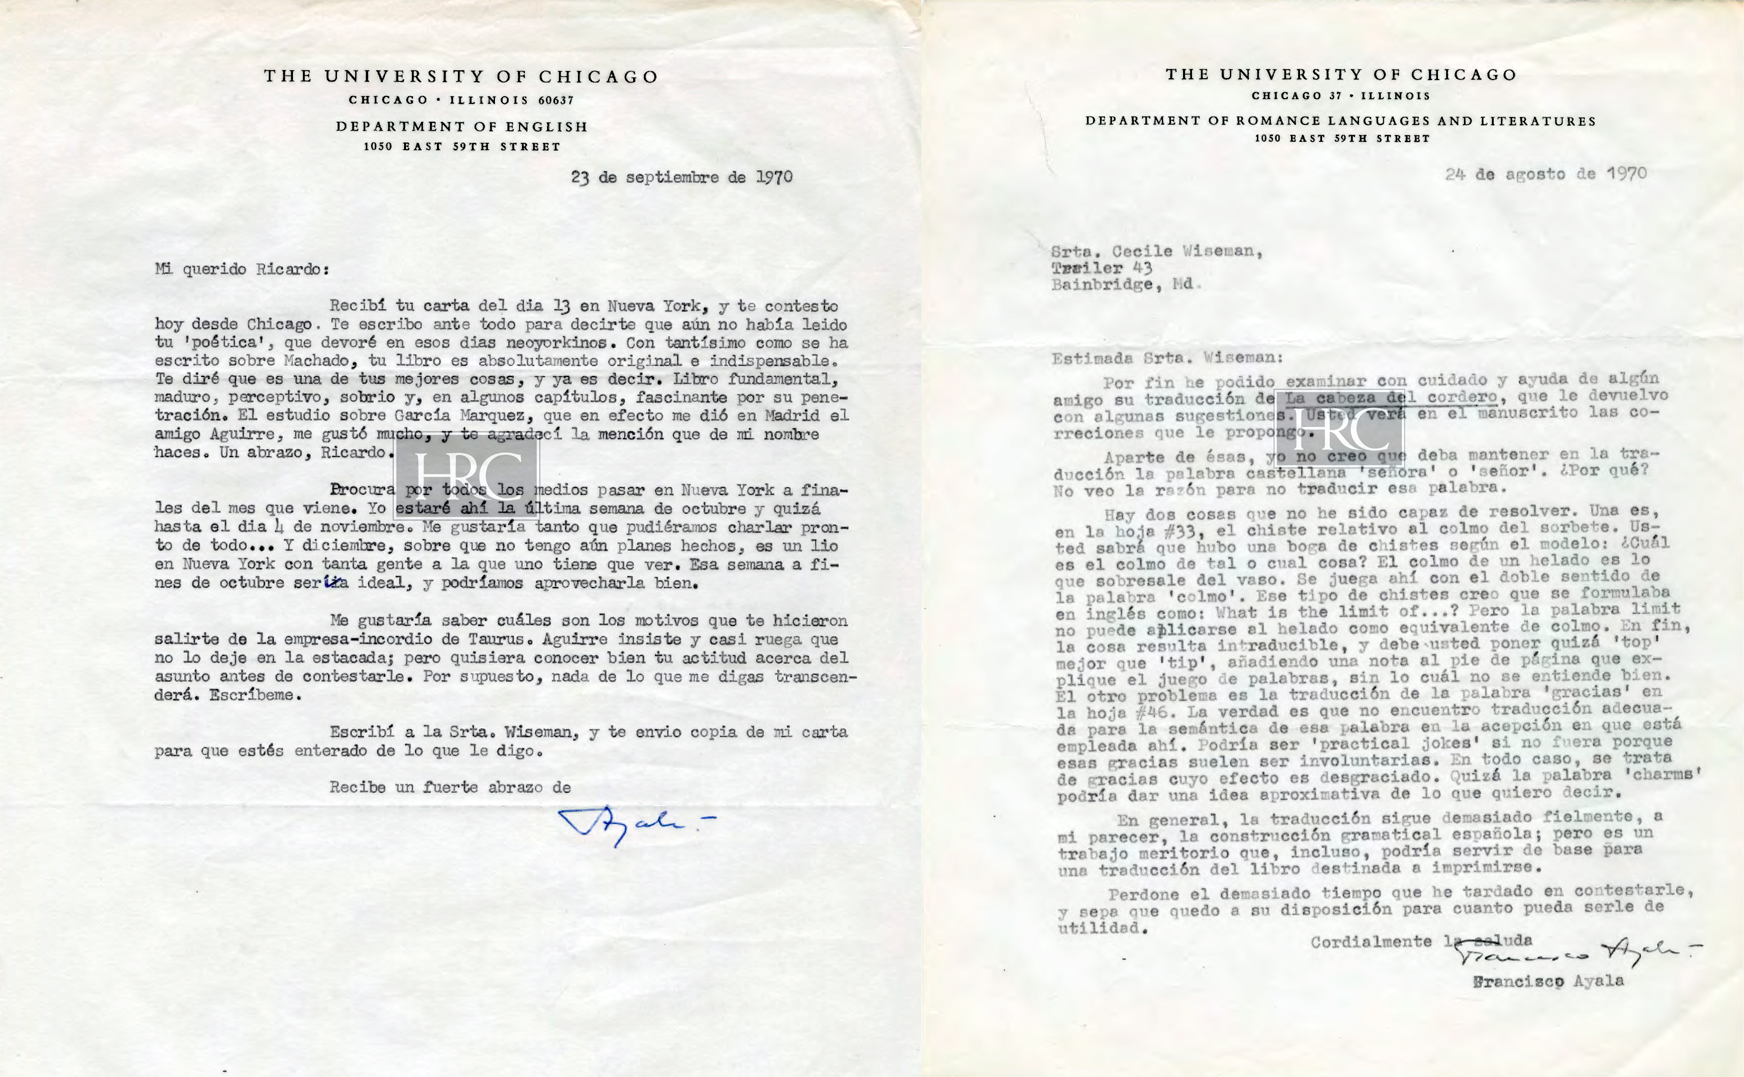 THE UNIVERSITY OF CHICAGO
CHICAGO · ILLINOIS 60637
DEPARTMENT OF ENGLISH
1050 EAST 59TH STREET
23 de septiembre de 1970
Mi querido Ricardo:
Recibí tu carta del dia 13 en Nueva York, y te contesto
hoy desde Chicago. Te escribo ante todo para decirte que aún no había leido
tu 'poética', que devoré en esos dias neoyorkinos. Con tantísimo como se ha
escrito sobre Machado, tu libro es absolutamente original e indispensable.
Te diré que es una de tus mejores cosas, y ya es decir. Libro fundamental,
maduro, perceptivo, sobrio y, en algunos capítulos, fascinante por su pene-
tración. El estudio sobre García Marquez, que en efecto me dió en Madrid el
amigo Aguirre, me gustó mucho, y te agradecí la mención que de mi nombre
haces. Un abrazo, Ricardo.
HRC
Procura por todos los medios pasar en Nueva York a fina-
les del mes que viene. Yo estaré ahí la última semana de octubre y quizá
hasta el dia 4 de noviembre. Me gustaría tanto que pudiéramos charlar pron-
to de todo... Y diciembre, sobre que no tengo aún planes hechos, es un lio
en Nueva York con tanta gente a la que uno tiene que ver. Esa semana a fi-
nes de octubre sería ideal, y podríamos aprovecharla bien.
Me gustaría saber cuáles son los motivos que te hicieron
salirte de la empresa-incordio de Taurus. Aguirre insiste y casi ruega que
no lo deje en la estacada; pero quisiera conocer bien tu actitud acerca del
asunto antes de contestarle. Por supuesto, nada de lo que me digas transcen-
derá. Escríbeme.
Escribí a la Srta. Wiseman, y te envio copia de mi carta
para que estés enterado de lo que le digo.
Recibe un fuerte abrazo de
Ayala
THE UNIVERSITY OF CHICAGO
CHICAGO 37 · ILLINOIS
DEPARTMENT OF ROMANCE LANGUAGES AND LITERATURES
1050 EAST 59TH STREET
24 de agosto de 1970
Srta. Cecile Wiseman,
Trailer 43
Bainbridge, Md.
Estimada Srta. Wiseman:
Por fin he podido examinar con cuidado y ayuda de algún
amigo su traducción de La cabeza del cordero, que le devuelvo
con algunas sugestiones. Usted verá en el manuscrito las co-
rreciones que le propongo.
HRC
Aparte de ésas, yo no creo que deba mantener en la tra-
ducción la palabra castellana 'señora' o 'señor'. ¿Por qué?
No veo la razón para no traducir esa palabra.
Hay dos cosas que no he sido capaz de resolver. Una es,
en la hoja #33, el chiste relativo al colmo del sorbete. Us-
ted sabrá que hubo una boga de chistes según el modelo: ¿Cuál
es el colmo de tal o cual cosa? El colmo de un helado es lo
que sobresale del vaso. Se juega ahí con el doble sentido de
la palabra 'colmo'. Ese tipo de chistes creo que se formulaba
en inglés como: What is the limit of...? Pero la palabra limit
no puede aplicarse al helado como equivalente de colmo. En fin,
la cosa resulta intraducible, y debe usted poner quizá 'top'
mejor que 'tip', añadiendo una nota al pie de página que ex-
plique el juego de palabras, sin lo cuál no se entiende bien.
El otro problema es la traducción de la palabra 'gracias' en
la hoja #46. La verdad es que no encuentro traducción adecua-
da para la semántica de esa palabra en la acepción en que está
empleada ahí. Podría ser 'practical jokes' si no fuera porque
esas gracias suelen ser involuntarias. En todo caso, se trata
de gracias cuyo efecto es desgraciado. Quizá la palabra 'charms'
podría dar una idea aproximativa de lo que quiero decir.
En general, la traducción sigue demasiado fielmente, a
mi parecer, la construcción gramatical española; pero es un
trabajo meritorio que, incluso, podría servir de base para
una traducción del libro destinada a imprimirse.
Perdone el demasiado tiempo que he tardado en contestarle,
y sepa que quedo a su disposición para cuanto pueda serle de
utilidad.
Cordialmente la saluda
Francisco Ayala
Francisco Ayala